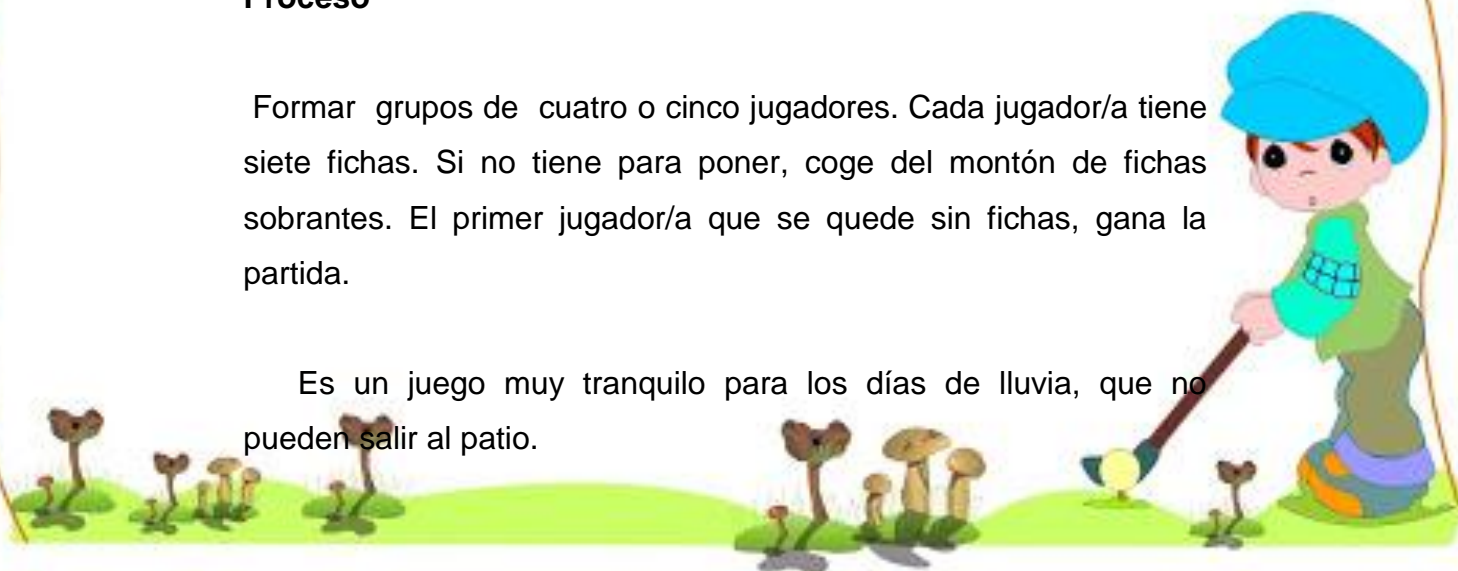 Proceso
Formar grupos de cuatro o cinco jugadores. Cada jugador/a tiene
siete fichas. Si no tiene para poner, coge del montón de fichas
sobrantes. El primer jugador/a que se quede sin fichas, gana la
partida.
Es un juego muy tranquilo para los días de lluvia, que no
pueden salir al patio.